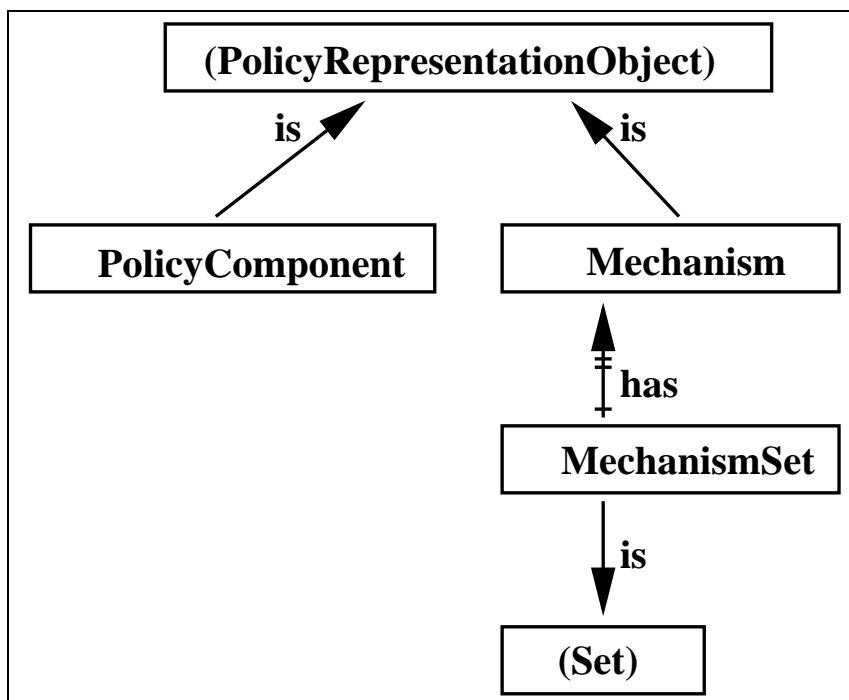 (PolicyRepresentationObject)
is
is
PolicyComponent
Mechanism
has
MechanismSet
is
(Set)